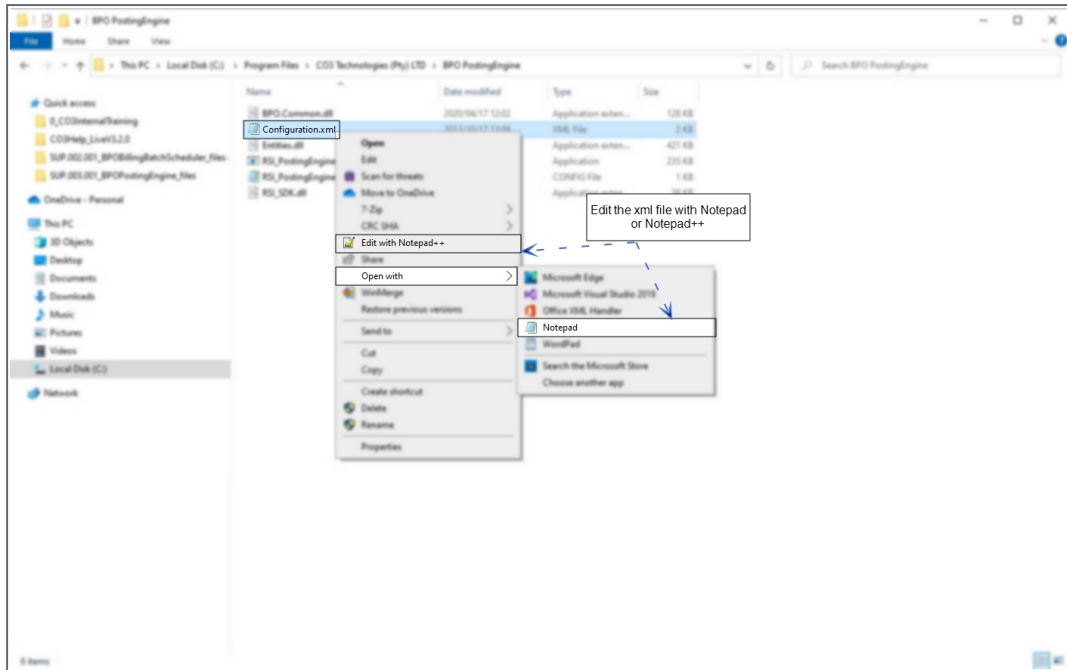 BPO PostingEngine
File Home Share View
This PC > Local Disk (C:) > Program Files > CO3 Technologies (Pty) LTD > BPO PostingEngine
Search BPO PostingEngine
Name Date modified Type Size
Quick access
0_CO3InternalTraining
CO3Help_LiveV3.2.0
SUP.002.001_BPOBillingBatchScheduler_files
SUP.003.001_BPOPostingEngine_files
OneDrive - Personal
This PC
3D Objects
Desktop
Documents
Downloads
Music
Pictures
Videos
Local Disk (C:)
Network
BPO.Common.dll 2020/04/17 12:02 Application exten... 128 KB
Configuration.xml XML File 2 KB
Entities.dll Application exten... 421 KB
RSI_PostingEngine Application 235 KB
RSI_PostingEngine CONFIG File 1 KB
RSI_SDK.dll Application exten...
Open
Edit
Scan for threats
Move to OneDrive
7-Zip
CRC SHA
Edit with Notepad++
Share
Open with
WinMerge
Restore previous versions
Send to
Cut
Copy
Create shortcut
Delete
Rename
Properties
Edit the xml file with Notepad
or Notepad++
Microsoft Edge
Microsoft Visual Studio 2019
Office XML Handler
Notepad
WordPad
Search the Microsoft Store
Choose another app
6 items